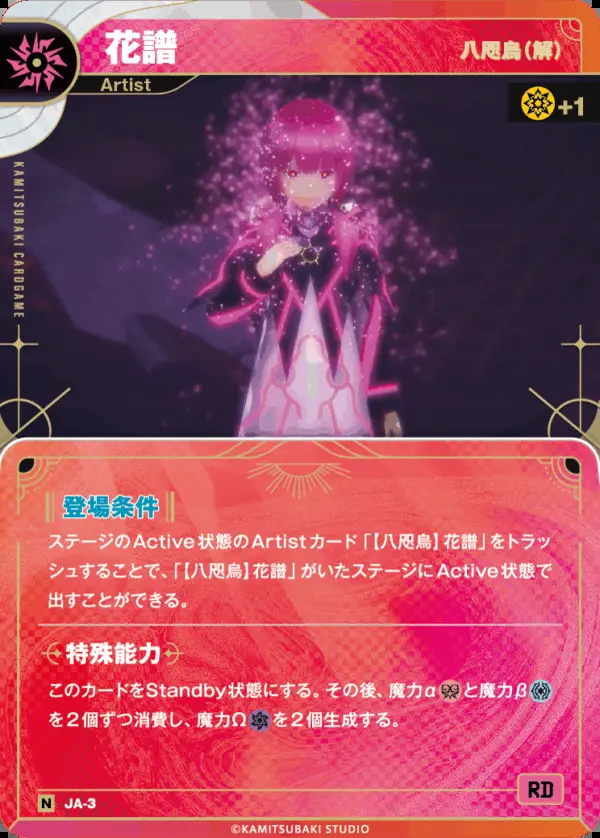 花譜
八咫烏(解)
Artist
+1
KAMITSUBAKI CARDGAME
登場条件
ステージのActive状態のArtistカード「【八咫烏】花譜」をトラッ
シュすることで、「【八咫烏】花譜」がいたステージにActive状態で
出すことができる。
特殊能力
このカードをStandby状態にする。その後、魔力αと魔力β
を2個ずつ消費し、魔力Ωを2個生成する。
RD
N JA-3
©KAMITSUBAKI STUDIO